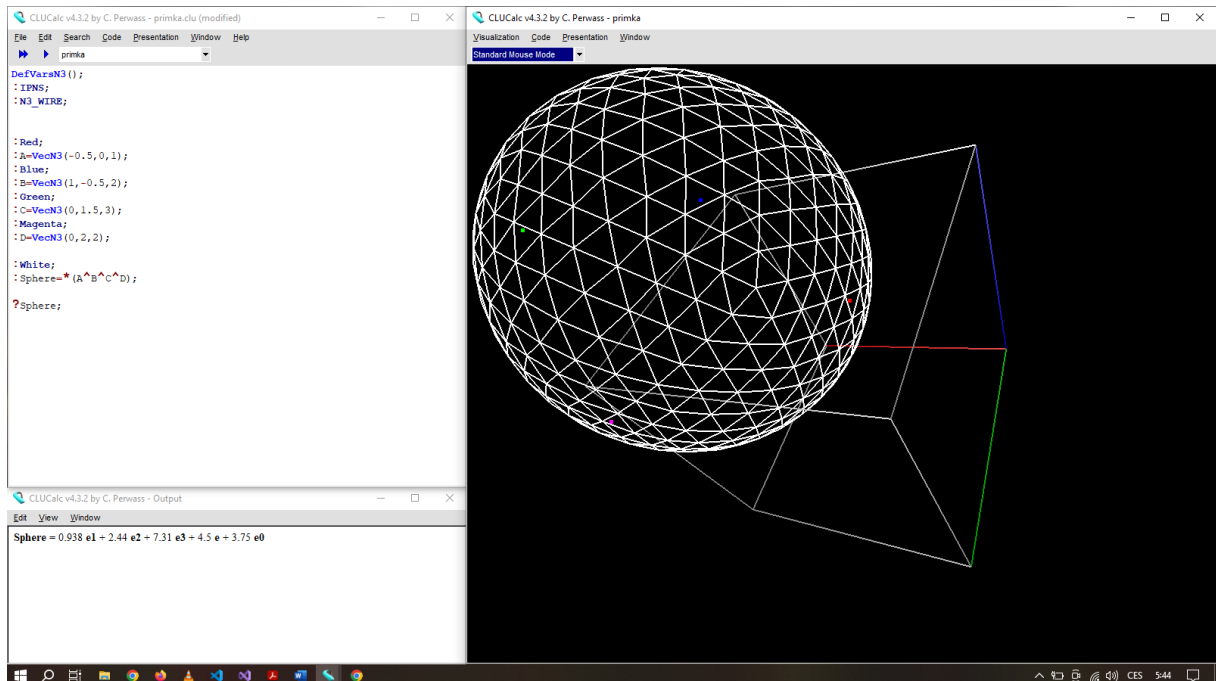 CLUCalc v4.3.2 by C. Perwass - primka.clu (modified)
File Edit Search Code Presentation Window Help
primka
DefVarsN3();
:IPNS;
:N3_WIRE;
:Red;
:A=VecN3(-0.5,0,1);
:Blue;
:B=VecN3(1,-0.5,2);
:Green;
:C=VecN3(0,1.5,3);
:Magenta;
:D=VecN3(0,2,2);
:White;
:Sphere=*(A^B^C^D);
?Sphere;
CLUCalc v4.3.2 by C. Perwass - Output
Edit View Window
Sphere = 0.938 e1 + 2.44 e2 + 7.31 e3 + 4.5 e + 3.75 e0
CLUCalc v4.3.2 by C. Perwass - primka
Visualization Code Presentation Window
Standard Mouse Mode
CES 5:44